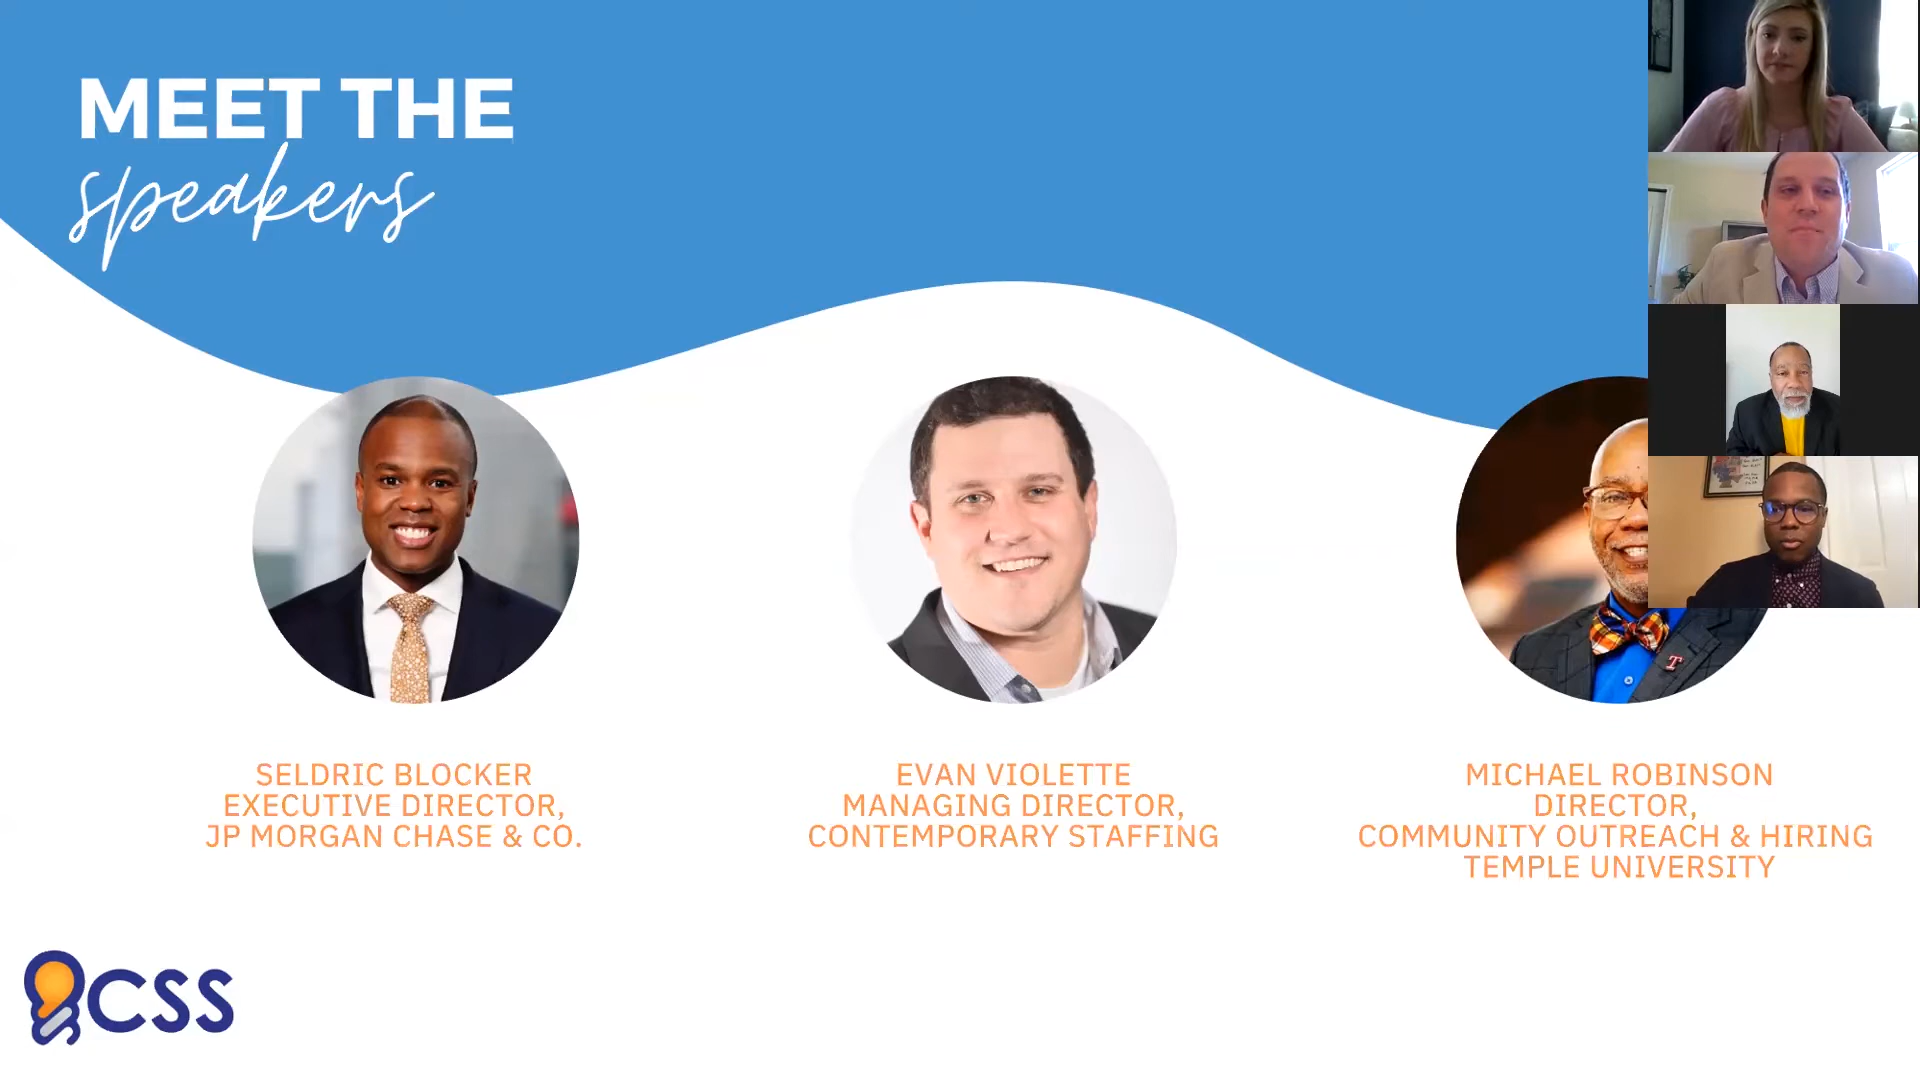 MEET THE
speakers
SELDRIC BLOCKER
EXECUTIVE DIRECTOR,
JP MORGAN CHASE & CO.
EVAN VIOLETTE
MANAGING DIRECTOR,
CONTEMPORARY STAFFING
MICHAEL ROBINSON
DIRECTOR,
COMMUNITY OUTREACH & HIRING
TEMPLE UNIVERSITY
T
CSS